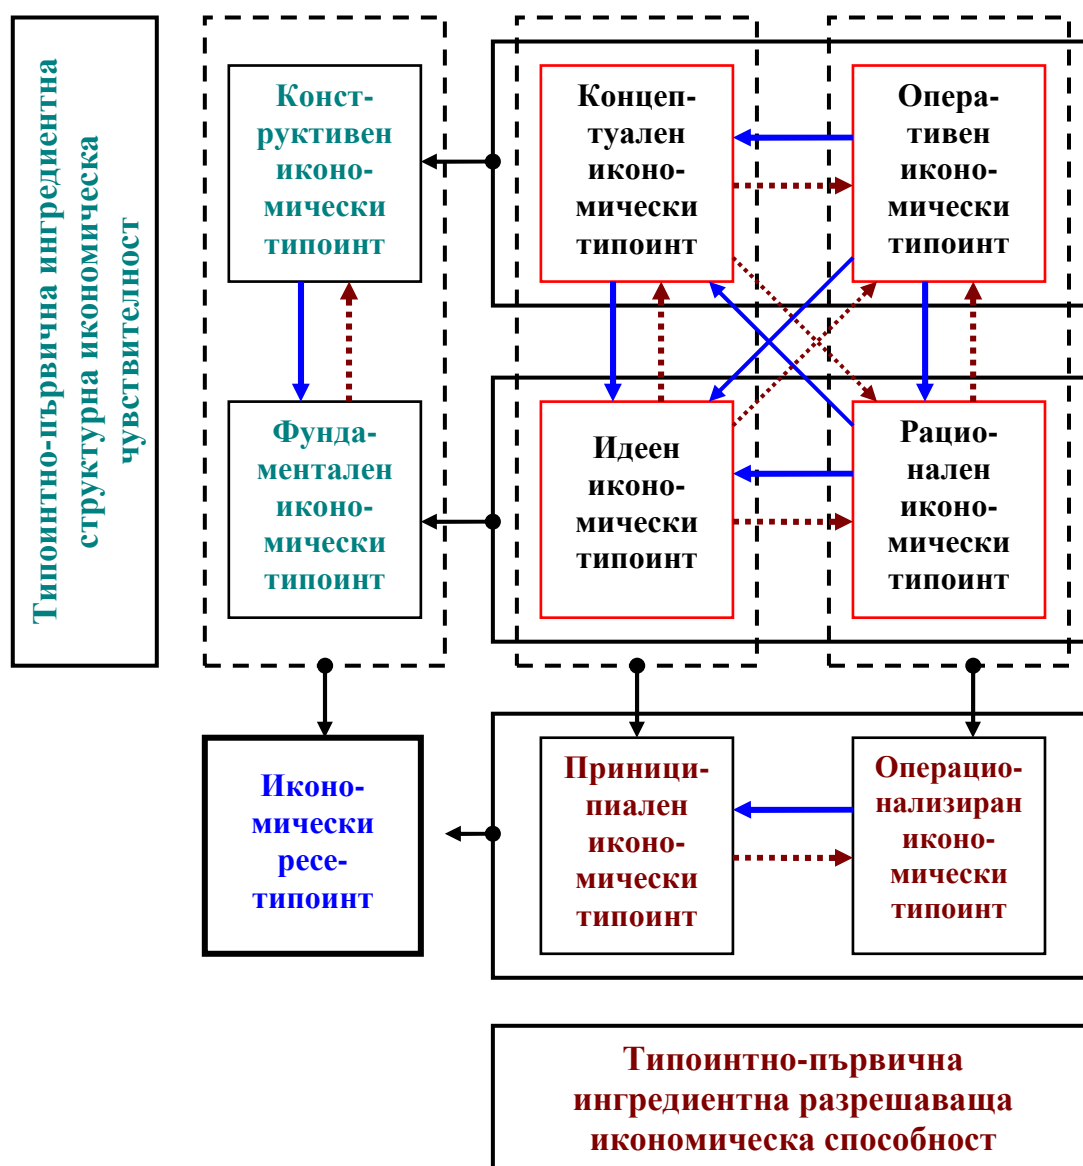 Типоинтно-първична ингредиентна
структурна икономическа
чувствителност
Конст-
руктивен
иконо-
мически
типоинт
Концеп-
туален
иконо-
мически
типоинт
Опера-
тивен
иконо-
мически
типоинт
Фунда-
ментален
иконо-
мически
типоинт
Идеен
иконо-
мически
типоинт
Рацио-
нален
иконо-
мически
типоинт
Иконо-
мически
ресе-
типоинт
Приници-
пиален
иконо-
мически
типоинт
Операцио-
нализиран
иконо-
мически
типоинт
Типоинтно-първична
ингредиентна разрешаваща
икономическа способност